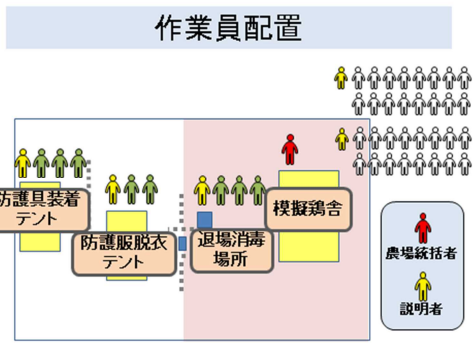 作業員配置
防護具装着
テント
防護服脱衣
テント
退場消毒
場所
模擬鶏舎
農場統括者
説明者